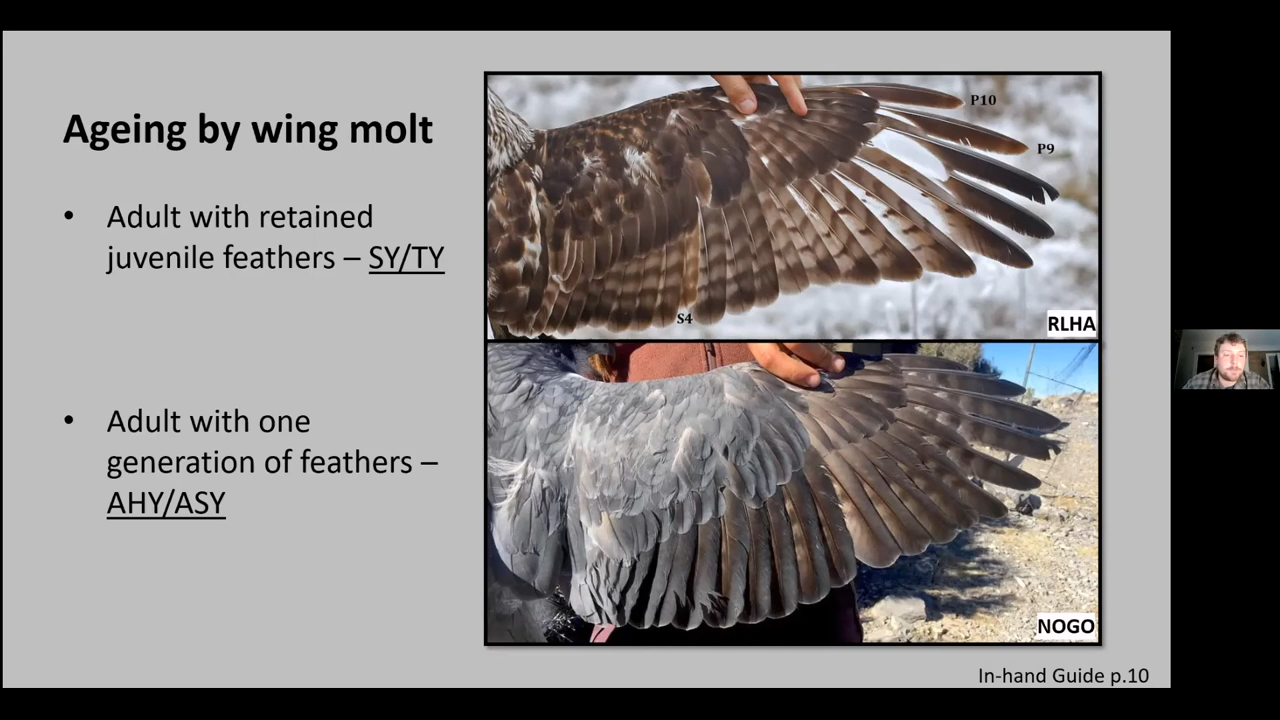 Ageing by wing molt
• Adult with retained
juvenile feathers – SY/TY
• Adult with one
generation of feathers –
AHY/ASY
P10
P9
S4
RLHA
NOGO
In-hand Guide p.10